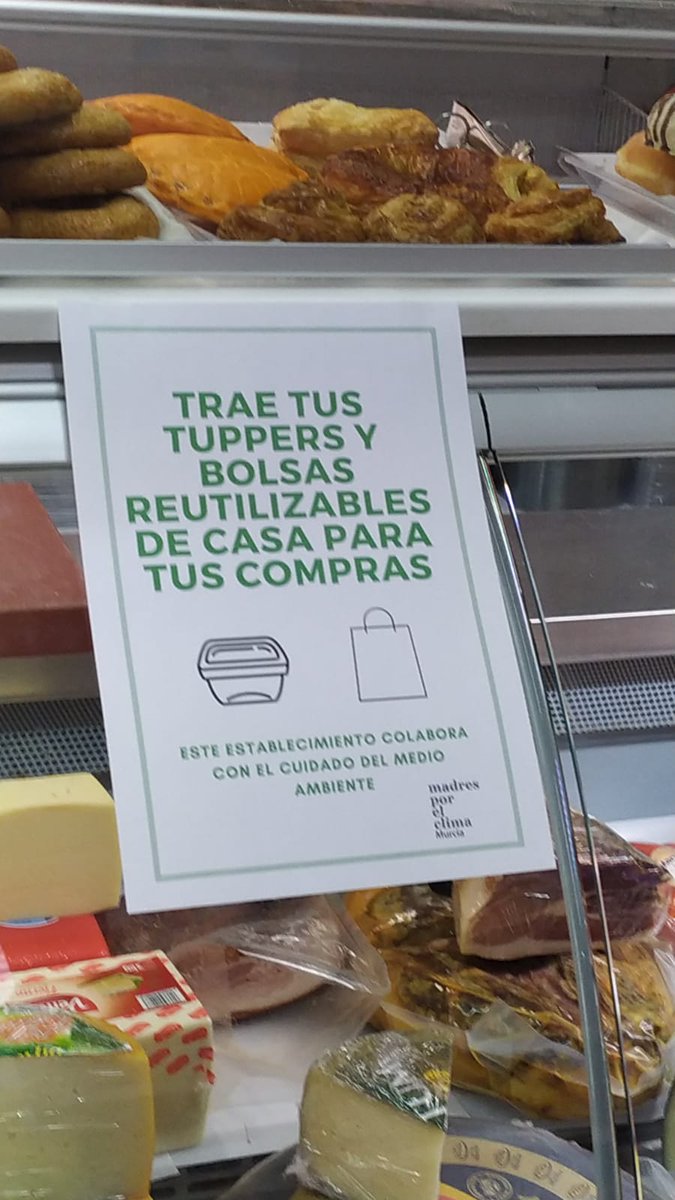 TRAE TUS
TUPPERS Y
BOLSAS
REUTILIZABLES
DE CASA PARA
TUS COMPRAS
ESTE ESTABLECIMIENTO COLABORA
CON EL CUIDADO DEL MEDIO
AMBIENTE
madres
por
el
clima
Murcia